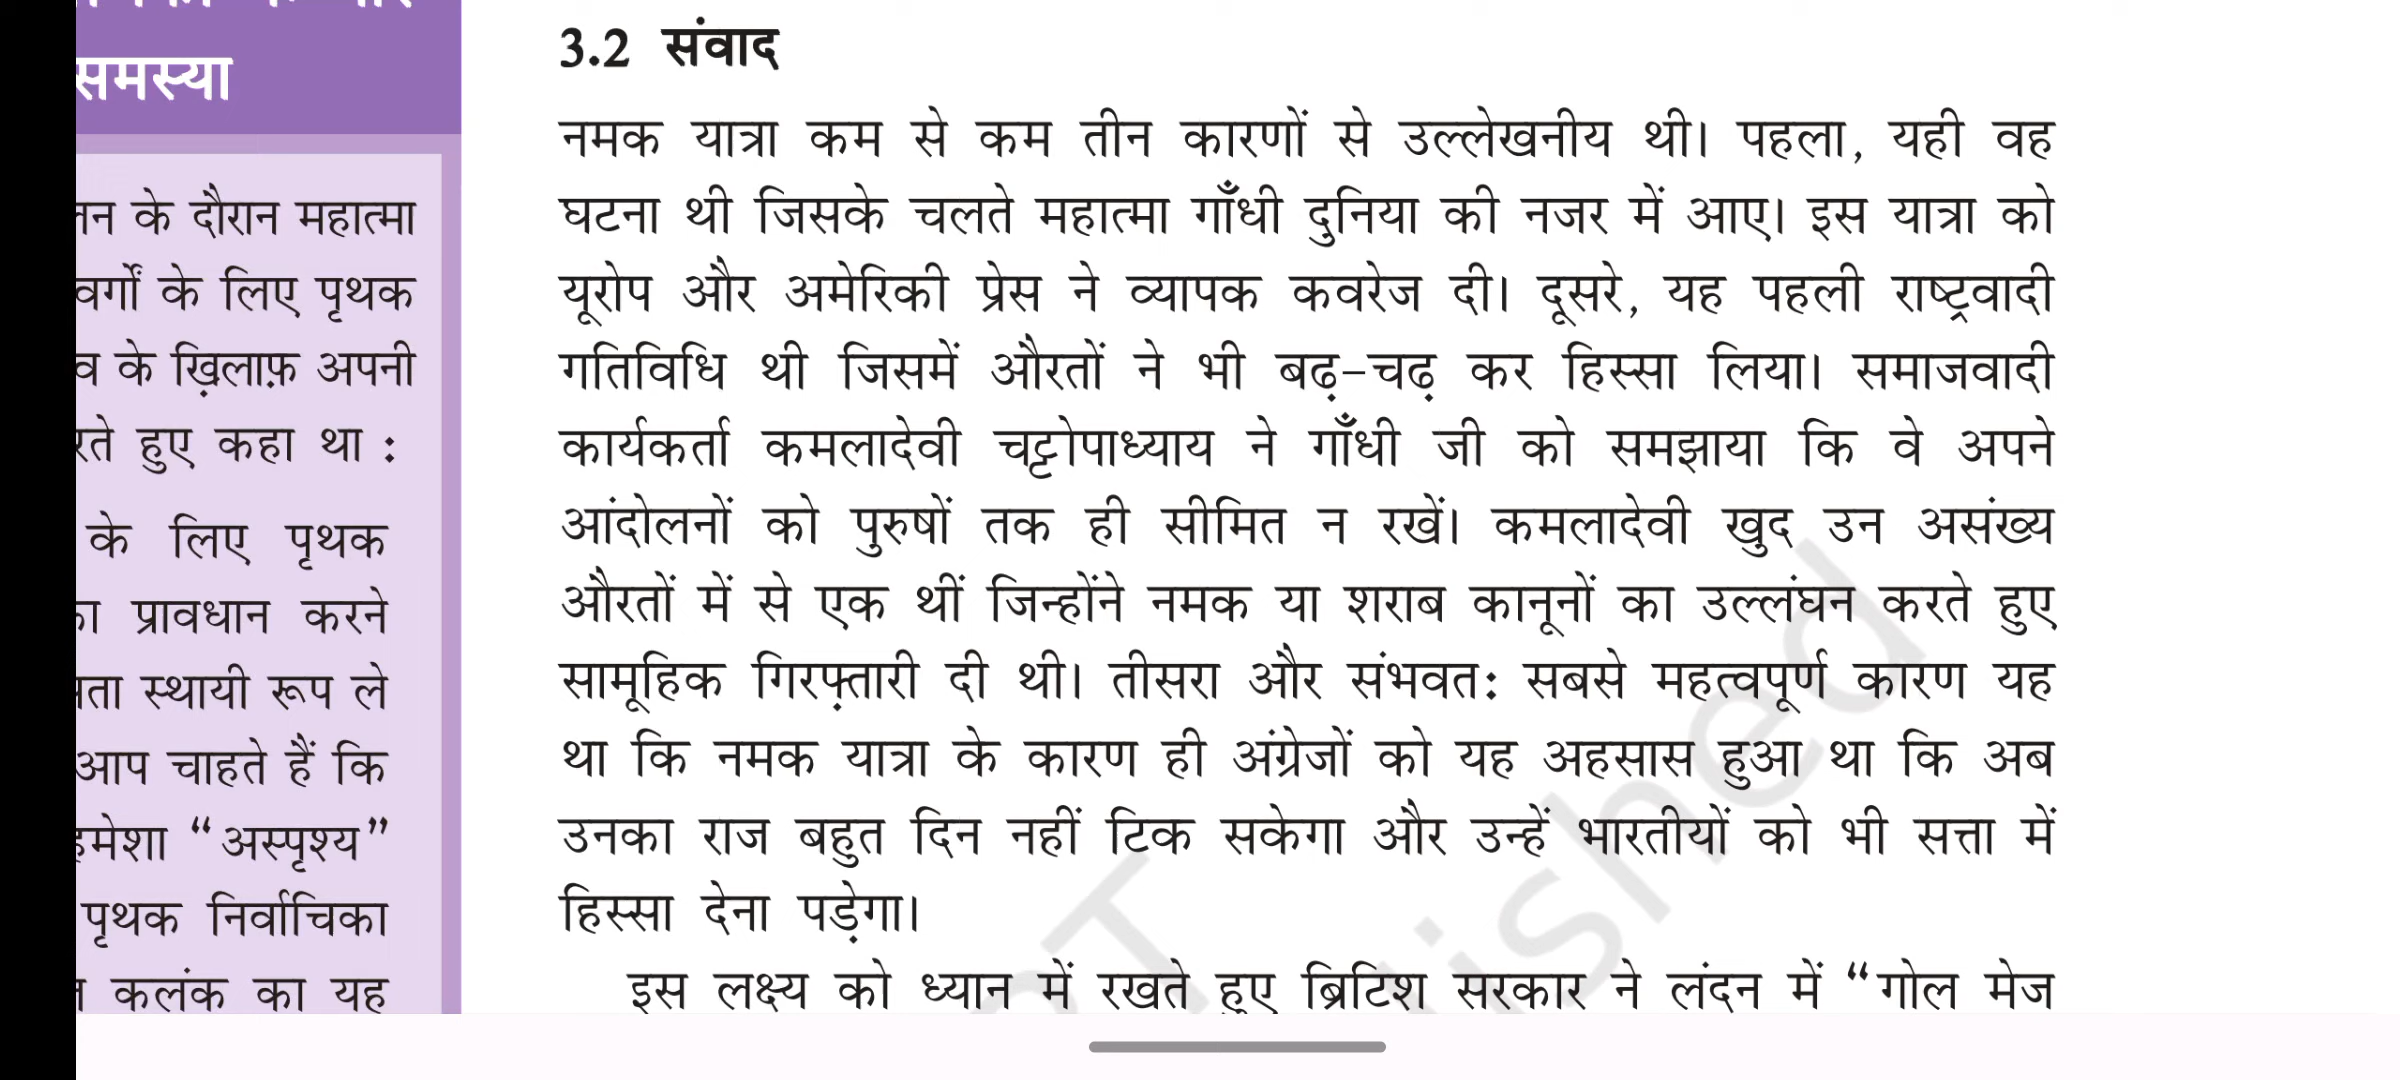 समस्या
के दौरान महात्मा
वर्गों के लिए पृथक
के ख़िलाफ़ अपनी
हुए कहा था :
के लिए पृथक
प्रावधान करने
स्थायी रूप ले
आप चाहते हैं कि
हमेशा “अस्पृश्य”
पृथक निर्वाचिका
कलंक का यह
3.2 संवाद
नमक यात्रा कम से कम तीन कारणों से उल्लेखनीय थी। पहला, यही वह
घटना थी जिसके चलते महात्मा गाँधी दुनिया की नजर में आए। इस यात्रा को
यूरोप और अमेरिकी प्रेस ने व्यापक कवरेज दी। दूसरे, यह पहली राष्ट्रवादी
गतिविधि थी जिसमें औरतों ने भी बढ़-चढ़ कर हिस्सा लिया। समाजवादी
कार्यकर्ता कमलादेवी चट्टोपाध्याय ने गाँधी जी को समझाया कि वे अपने
आंदोलनों को पुरुषों तक ही सीमित न रखें। कमलादेवी खुद उन असंख्य
औरतों में से एक थीं जिन्होंने नमक या शराब कानूनों का उल्लंघन करते हुए
सामूहिक गिरफ़्तारी दी थी। तीसरा और संभवतः सबसे महत्वपूर्ण कारण यह
था कि नमक यात्रा के कारण ही अंग्रेजों को यह अहसास हुआ था कि अब
उनका राज बहुत दिन नहीं टिक सकेगा और उन्हें भारतीयों को भी सत्ता में
हिस्सा देना पड़ेगा।
इस लक्ष्य को ध्यान में रखते हुए ब्रिटिश सरकार ने लंदन में “गोल मेज